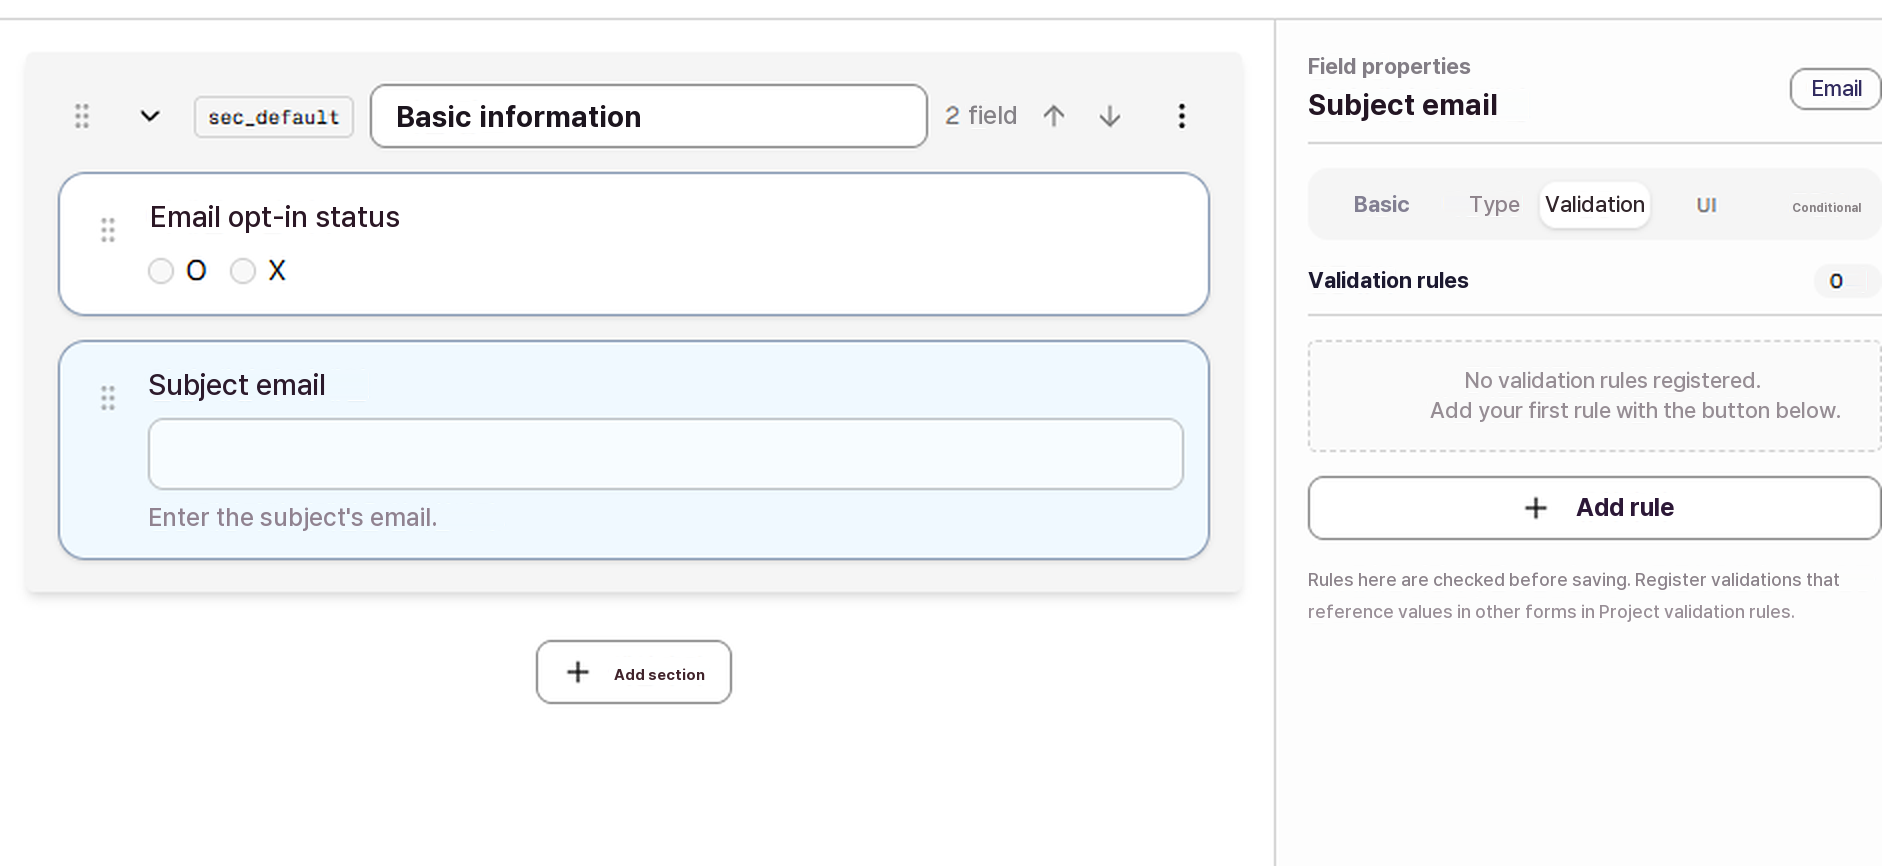 sec_default
Basic information
2 field
Email opt-in status
O X
Subject email
Enter the subject's email.
Add section
Field properties
Subject email
Email
Basic Type Validation UI Conditional
Validation rules
0
No validation rules registered.
Add your first rule with the button below.
Add rule
Rules here are checked before saving. Register validations that
reference values in other forms in Project validation rules.